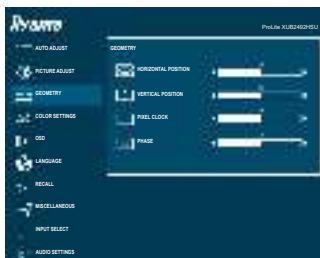 ProLite XUB2492HSU
AUTO ADJUST
PICTURE ADJUST
GEOMETRY
COLOR SETTINGS
OSD
LANGUAGE
RECALL
MISCELLANEOUS
INPUT SELECT
AUDIO SETTINGS
GEOMETRY
HORIZONTAL POSITION
VERTICAL POSITION
PIXEL CLOCK
PHASE